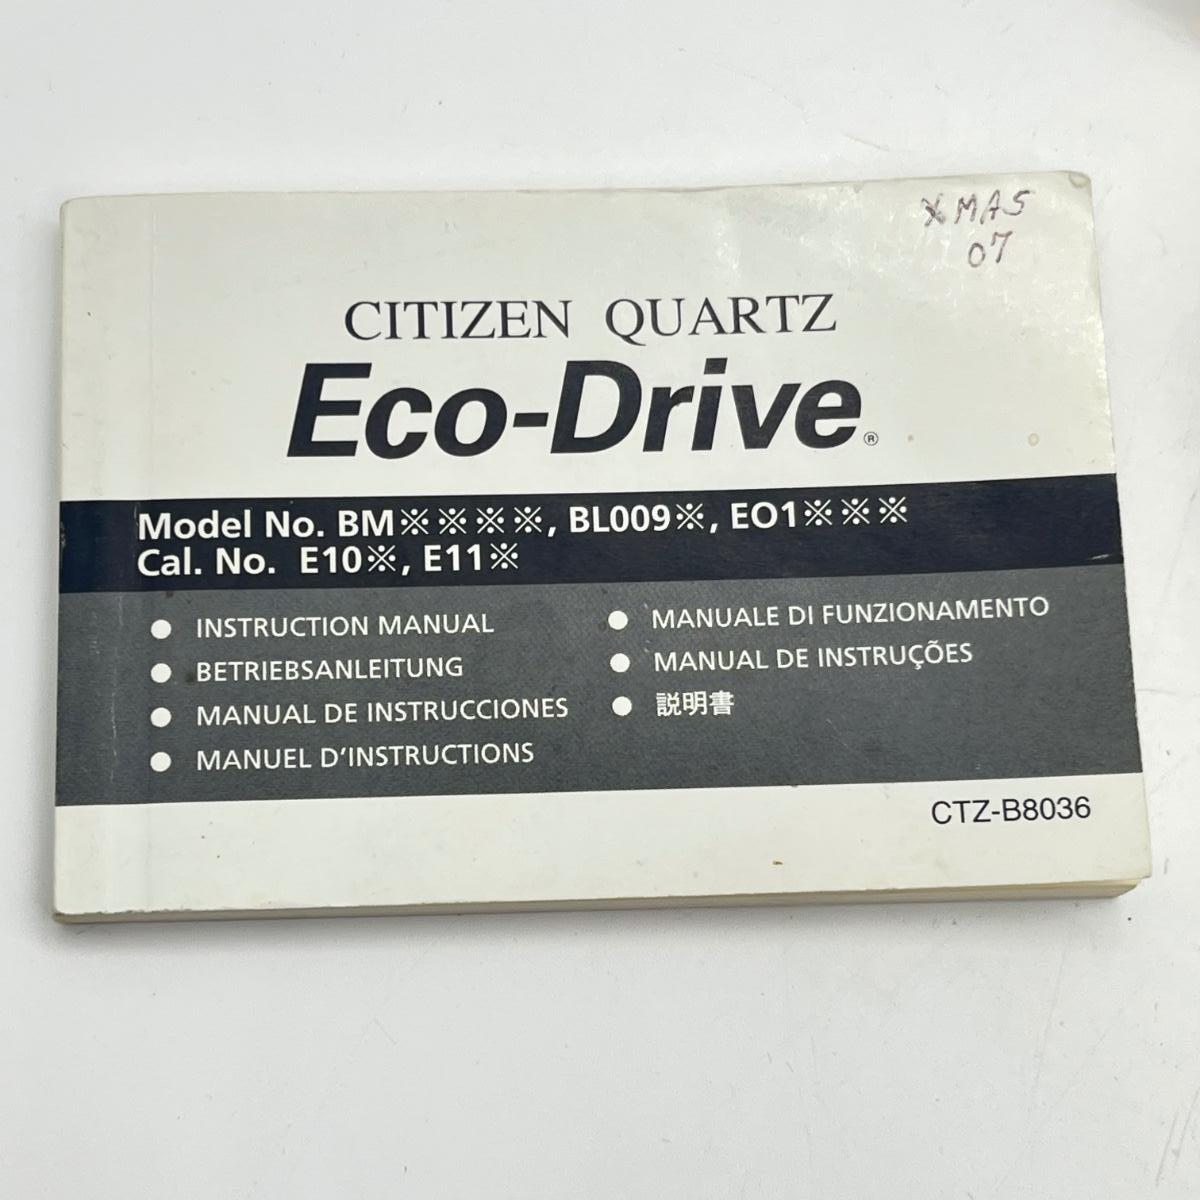 XMAS
07
CITIZEN QUARTZ
Eco-Drive®
Model No. BM※※※※, BL009※, EO1※※※
Cal. No. E10※, E11※
● INSTRUCTION MANUAL
● BETRIEBSANLEITUNG
● MANUAL DE INSTRUCCIONES
● MANUEL D'INSTRUCTIONS
● MANUALE DI FUNZIONAMENTO
● MANUAL DE INSTRUÇÕES
● 説明書
CTZ-B8036